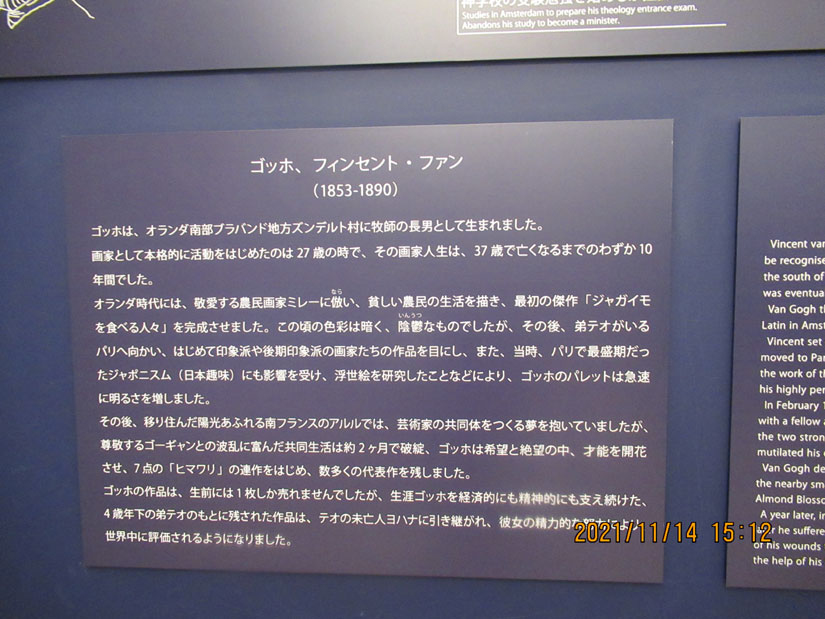 Studies in Amsterdam to prepare his theology entrance exam.
Abandons his study to become a minister.
ゴッホ、フィンセント・ファン
（1853-1890）
ゴッホは、オランダ南部ブラバンド地方ズンデルト村に牧師の長男として生まれました。
画家として本格的に活動をはじめたのは 27 歳の時で、その画家人生は、37 歳で亡くなるまでのわずか 10
年間でした。
オランダ時代には、敬愛する農民画家ミレーに倣い、貧しい農民の生活を描き、最初の傑作「ジャガイモ
を食べる人々」を完成させました。この頃の色彩は暗く、陰鬱なものでしたが、その後、弟テオがいる
パリへ向かい、はじめて印象派や後期印象派の画家たちの作品を目にし、また、当時、パリで最盛期だっ
たジャポニスム（日本趣味）にも影響を受け、浮世絵を研究したことなどにより、ゴッホのパレットは急速
に明るさを増しました。
その後、移り住んだ陽光あふれる南フランスのアルルでは、芸術家の共同体をつくる夢を抱いていましたが、
尊敬するゴーギャンとの波乱に富んだ共同生活は約 2 ヶ月で破綻、ゴッホは希望と絶望の中、才能を開花
させ、7 点の「ヒマワリ」の連作をはじめ、数多くの代表作を残しました。
ゴッホの作品は、生前には 1 枚しか売れませんでしたが、生涯ゴッホを経済的にも精神的にも支え続けた、
4 歳年下の弟テオのもとに残された作品は、テオの未亡人ヨハナに引き継がれ、彼女の精力的な
世界中に評価されるようになりました。
Vincent
be recognise
the south of
was eventua
Van Gogh
Latin in Amst
Vincent set
moved to Par
the work of
his highly per
In February 1
with a fellow
the two stron
mutilated his
Van Gogh de
the nearby sm
Almond Blosso
A year later, in
he suffere
of his wounds
the help of his
2021/11/14 15:12